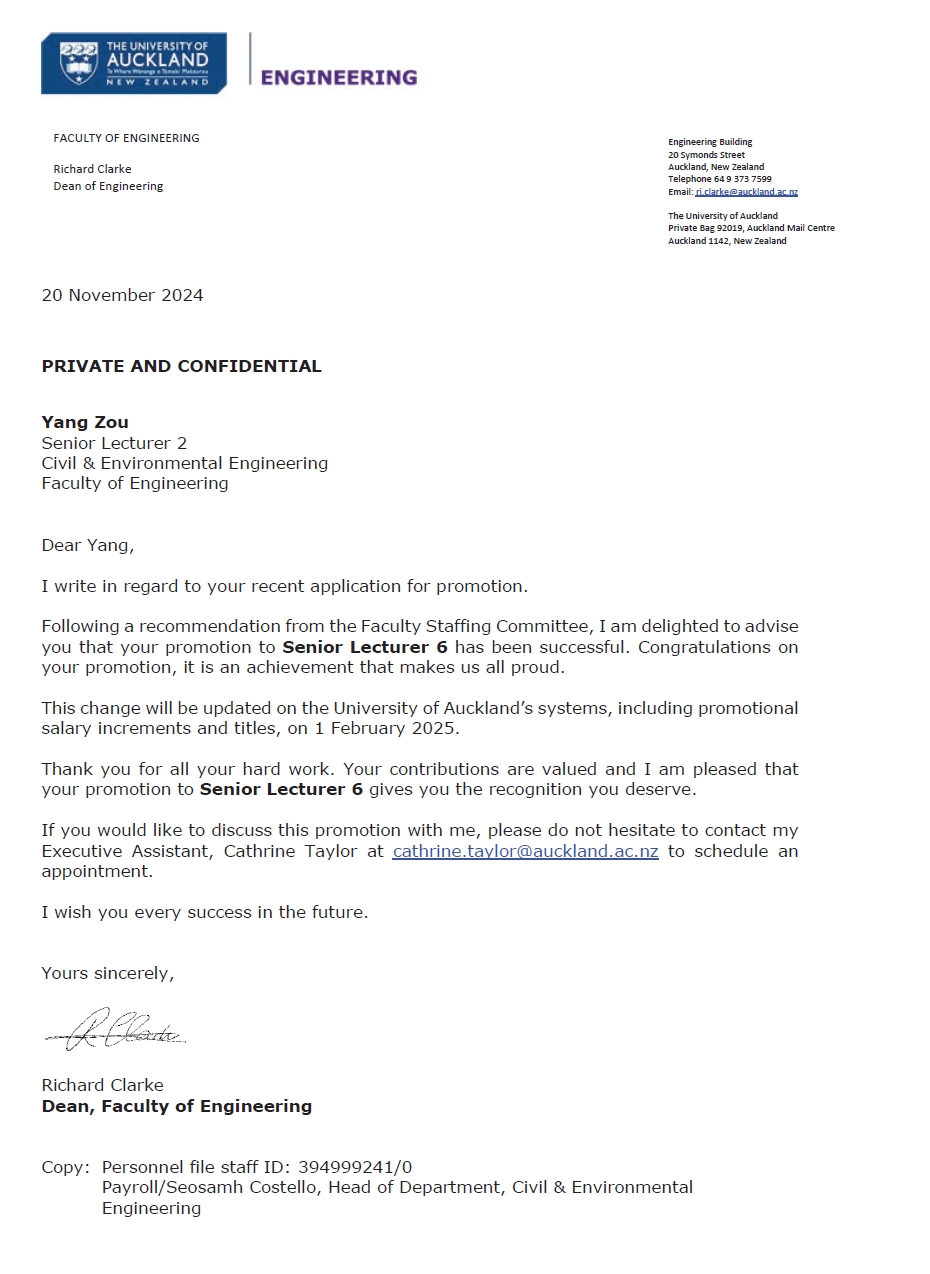 THE UNIVERSITY OF
AUCKLAND
Te Whare Wānanga o Tāmaki Makaurau
NEW ZEALAND
ENGINEERING
FACULTY OF ENGINEERING
Richard Clarke
Dean of Engineering
Engineering Building
20 Symonds Street
Auckland, New Zealand
Telephone 64 9 373 7599
Email: rj.clarke@auckland.ac.nz
The University of Auckland
Private Bag 92019, Auckland Mail Centre
Auckland 1142, New Zealand
20 November 2024
PRIVATE AND CONFIDENTIAL
Yang Zou
Senior Lecturer 2
Civil & Environmental Engineering
Faculty of Engineering
Dear Yang,
I write in regard to your recent application for promotion.
Following a recommendation from the Faculty Staffing Committee, I am delighted to advise
you that your promotion to Senior Lecturer 6 has been successful. Congratulations on
your promotion, it is an achievement that makes us all proud.
This change will be updated on the University of Auckland’s systems, including promotional
salary increments and titles, on 1 February 2025.
Thank you for all your hard work. Your contributions are valued and I am pleased that
your promotion to Senior Lecturer 6 gives you the recognition you deserve.
If you would like to discuss this promotion with me, please do not hesitate to contact my
Executive Assistant, Cathrine Taylor at cathrine.taylor@auckland.ac.nz to schedule an
appointment.
I wish you every success in the future.
Yours sincerely,
R Clarke
Richard Clarke
Dean, Faculty of Engineering
Copy: Personnel file staff ID: 394999241/0
Payroll/Seosamh Costello, Head of Department, Civil & Environmental
Engineering